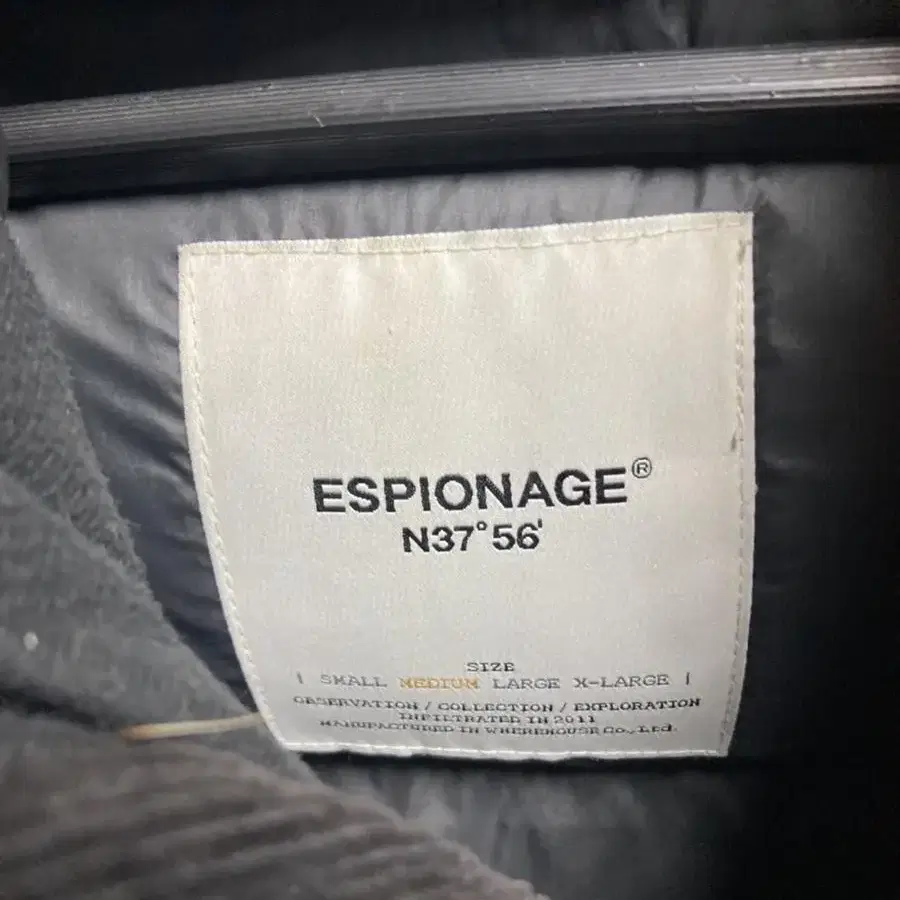 ESPIONAGE®
N37°56'
SIZE
| SMALL MEDIUM LARGE X-LARGE |
OBSERVATION / COLLECTION / EXPLORATION
INFILTRATED IN 2011
MANUFACTURED IN WHEREHOUSE Co., Ltd.